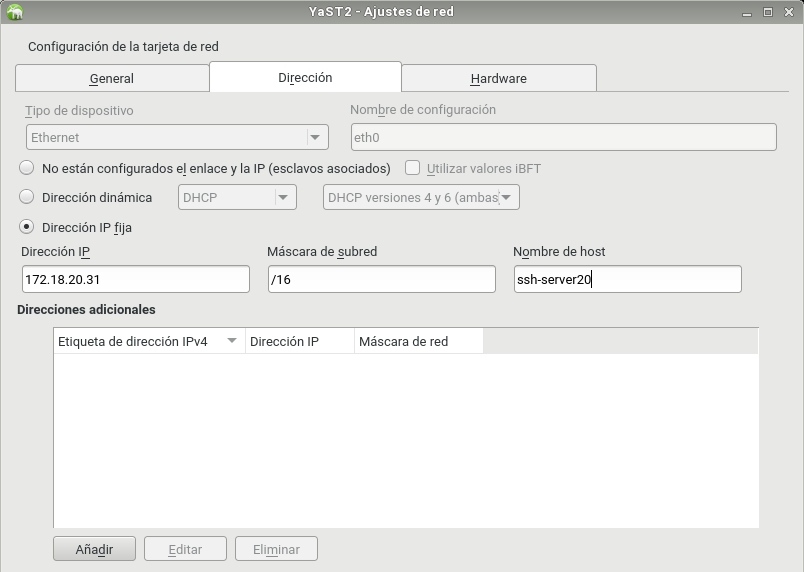 YaST2 - Ajustes de red
Configuración de la tarjeta de red
General Dirección Hardware
Tipo de dispositivo Nombre de configuración
Ethernet eth0
No están configurados el enlace y la IP (esclavos asociados) Utilizar valores iBFT
Dirección dinámica DHCP DHCP versiones 4 y 6 (ambas
Dirección IP fija
Dirección IP Máscara de subred Nombre de host
172.18.20.31 /16 ssh-server20
Direcciones adicionales
Etiqueta de dirección IPv4 Dirección IP Máscara de red
Añadir Editar Eliminar